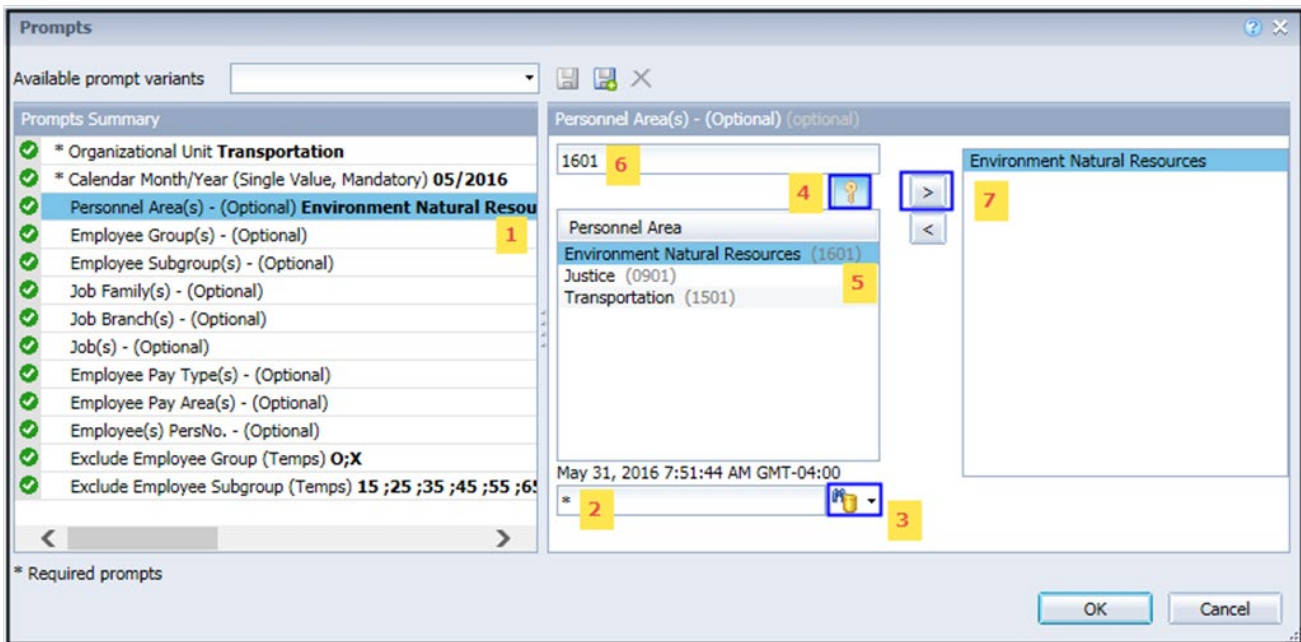 Prompts
Available prompt variants
Prompts Summary
* Organizational Unit Transportation
* Calendar Month/Year (Single Value, Mandatory) 05/2016
Personnel Area(s) - (Optional) Environment Natural Resou
1
Employee Group(s) - (Optional)
Employee Subgroup(s) - (Optional)
Job Family(s) - (Optional)
Job Branch(s) - (Optional)
Job(s) - (Optional)
Employee Pay Type(s) - (Optional)
Employee Pay Area(s) - (Optional)
Employee(s) PersNo. - (Optional)
Exclude Employee Group (Temps) O;X
Exclude Employee Subgroup (Temps) 15 ;25 ;35 ;45 ;55 ;65
* Required prompts
Personnel Area(s) - (Optional) (optional)
1601 6
4
Personnel Area
Environment Natural Resources (1601)
Justice (0901) 5
Transportation (1501)
May 31, 2016 7:51:44 AM GMT-04:00
* 2
3
>
<
Environment Natural Resources
7
OK Cancel